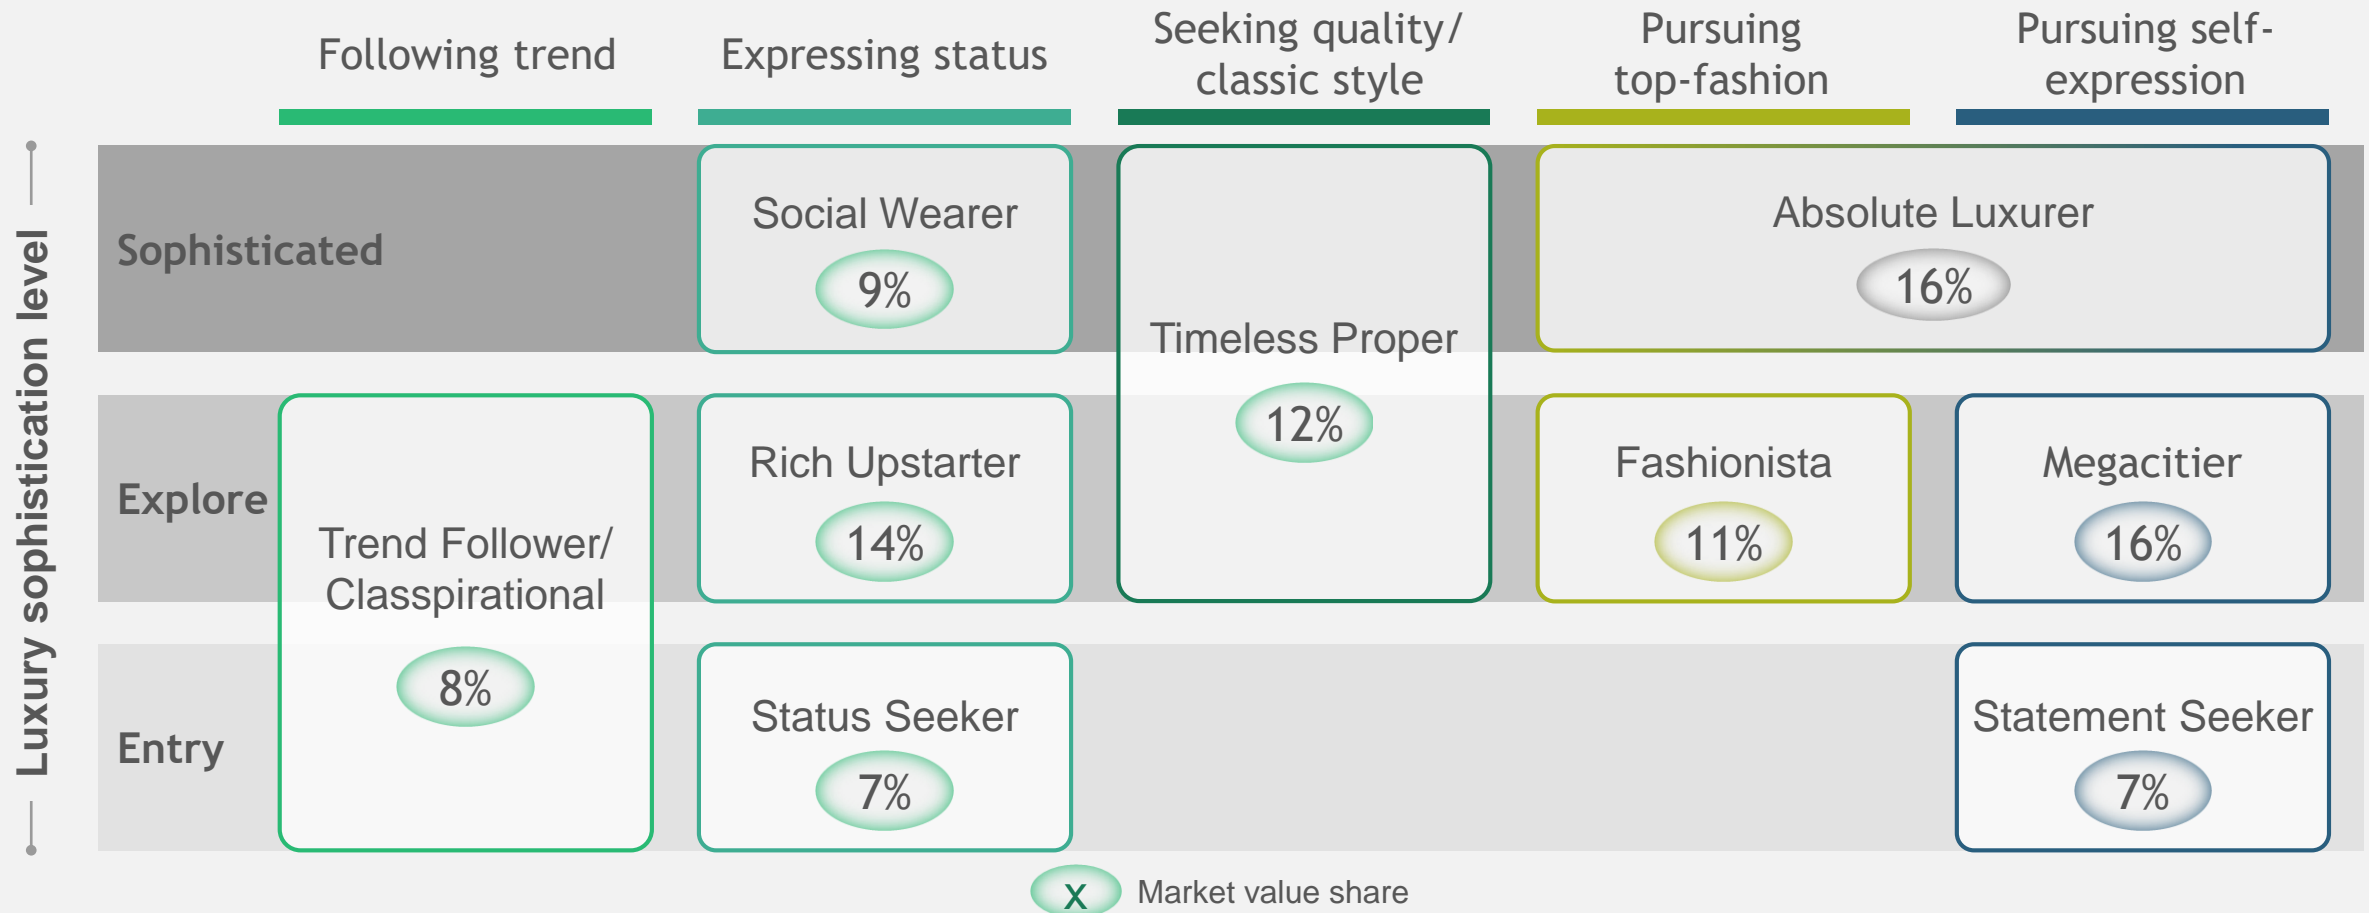 Following trend
Expressing status
Seeking quality/
classic style
Pursuing
top-fashion
Pursuing self-
expression
Luxury sophistication level
Sophisticated
Social Wearer
9%
Timeless Proper
12%
Absolute Luxurer
16%
Explore
Trend Follower/
Classpirational
8%
Rich Upstarter
14%
Fashionista
11%
Megacitier
16%
Entry
Status Seeker
7%
Statement Seeker
7%
x Market value share